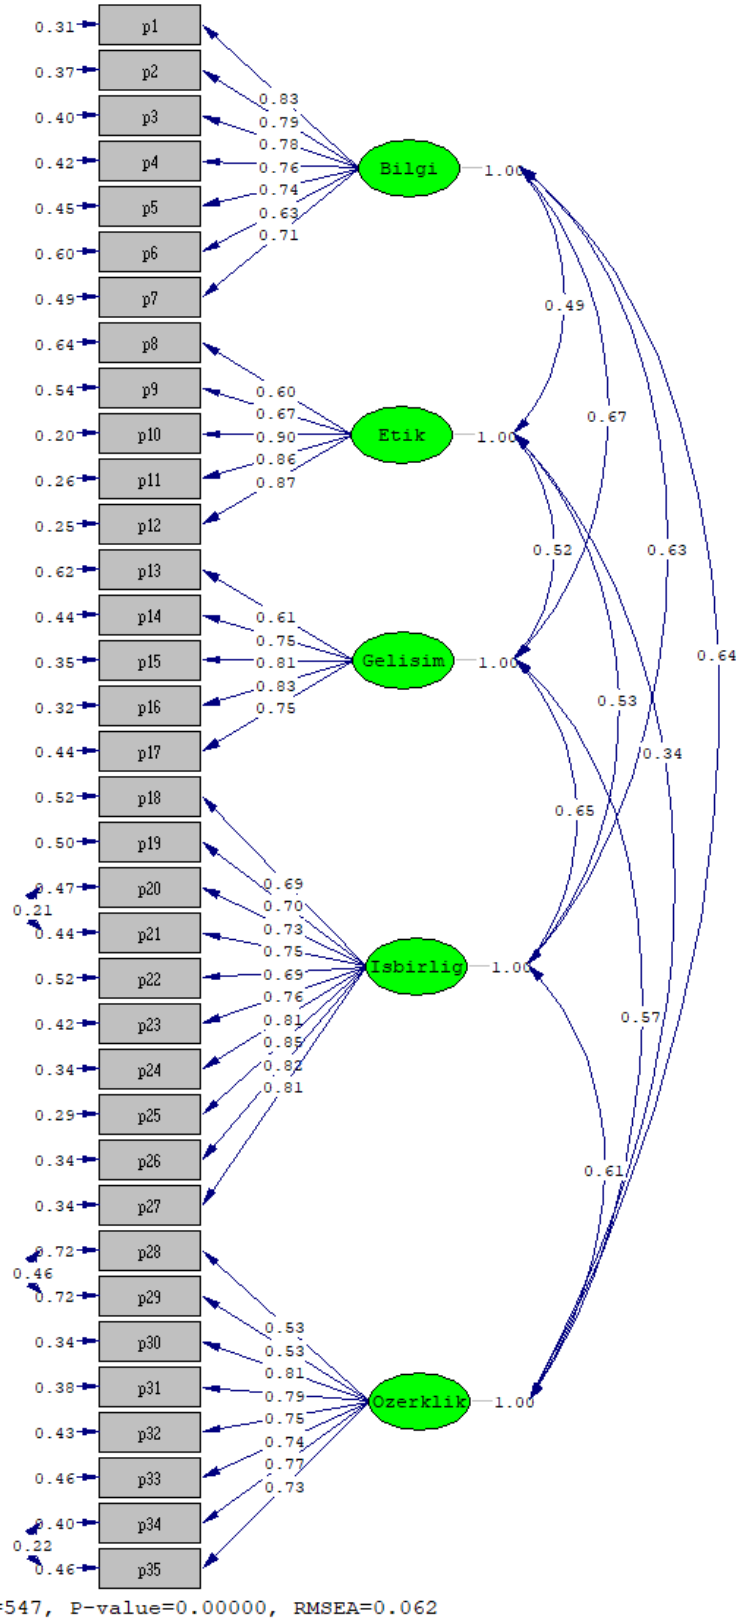 0.31 p1
0.37 p2
0.83
0.40 p3
0.79
0.78
0.42 p4 0.76 Bilgi 1.00
0.74
0.45 p5
0.63
0.60 p6 0.71
0.49 p7
0.49
0.64 p8
0.54 p9 0.60
0.67
0.67
0.20 p10 0.90 Etik 1.00
0.86
0.26 p11 0.87
0.25 p12
0.52 0.63
0.62 p13
0.44 p14 0.61
0.75
0.35 p15 0.81 Gelisim 1.00 0.64
0.83
0.32 p16 0.75 0.53
0.44 p17
0.34
0.52 p18
0.65
0.50 p19
0.47 p20 0.69
0.21 0.70
0.44 p21 0.73
0.75
0.52 p22 0.69 Isbirlig 1.00
0.76
0.42 p23 0.81 0.57
0.85
0.34 p24 0.82
0.81
0.29 p25
0.34 p26
0.61
0.34 p27
0.72 p28
0.46
0.72 p29
0.53
0.34 p30 0.53
0.81
0.38 p31 0.79 Ozerklik 1.00
0.75
0.43 p32 0.74
0.77
0.46 p33 0.73
0.40 p34
0.22
0.46 p35
=547, P-value=0.00000, RMSEA=0.062